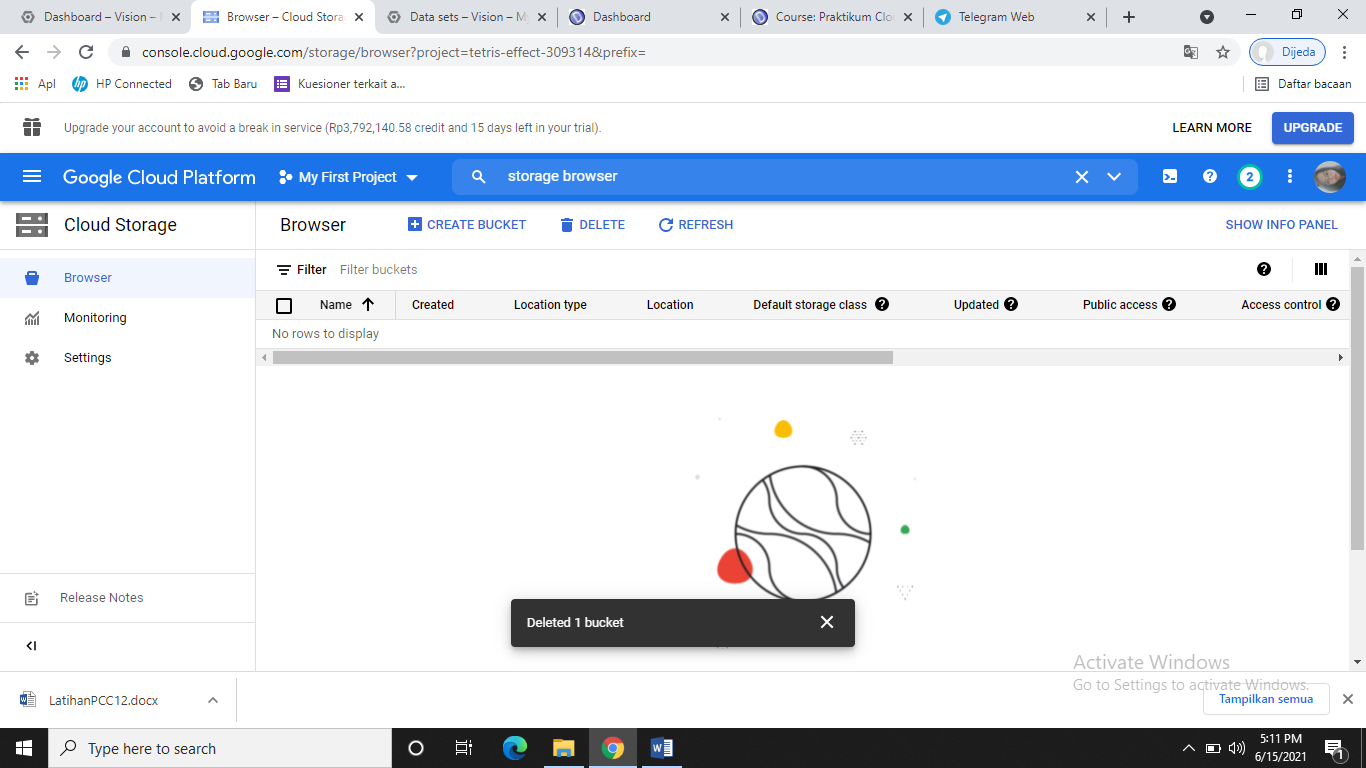 Dashboard – Vision –
Browser – Cloud Stora
Data sets – Vision – My
Dashboard
Course: Praktikum Clo
Telegram Web
console.cloud.google.com/storage/browser?project=tetris-effect-309314&prefix=
Dijeda
Apl
HP Connected
Tab Baru
Kuesioner terkait a...
Daftar bacaan
Upgrade your account to avoid a break in service (Rp3,792,140.58 credit and 15 days left in your trial).
LEARN MORE
UPGRADE
Google Cloud Platform
My First Project
storage browser
2
Cloud Storage
Browser
CREATE BUCKET
DELETE
REFRESH
SHOW INFO PANEL
Browser
Monitoring
Settings
Filter
Filter buckets
Name
Created
Location type
Location
Default storage class
Updated
Public access
Access control
No rows to display
Release Notes
Deleted 1 bucket
Activate Windows
Go to Settings to activate Windows.
LatihanPCC12.docx
Tampilkan semua
Type here to search
5:11 PM
6/15/2021
1